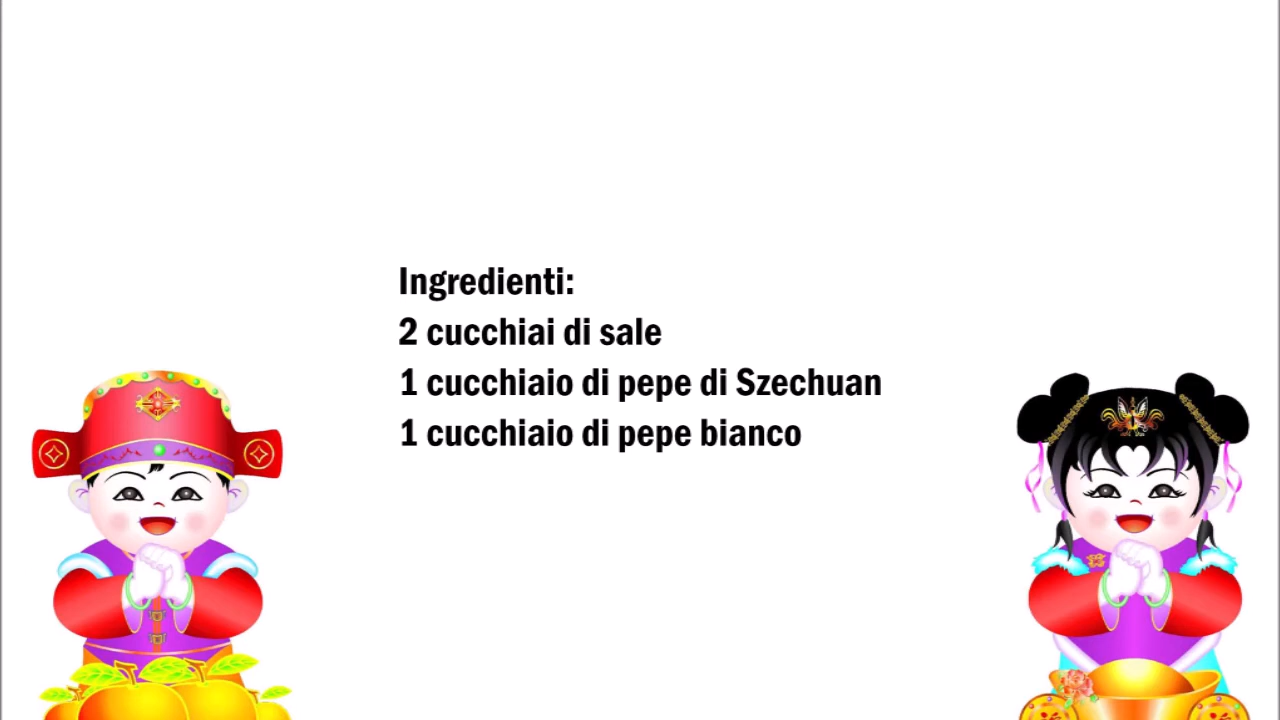 Ingredienti:
2 cucchiai di sale
1 cucchiaio di pepe di Szechuan
1 cucchiaio di pepe bianco